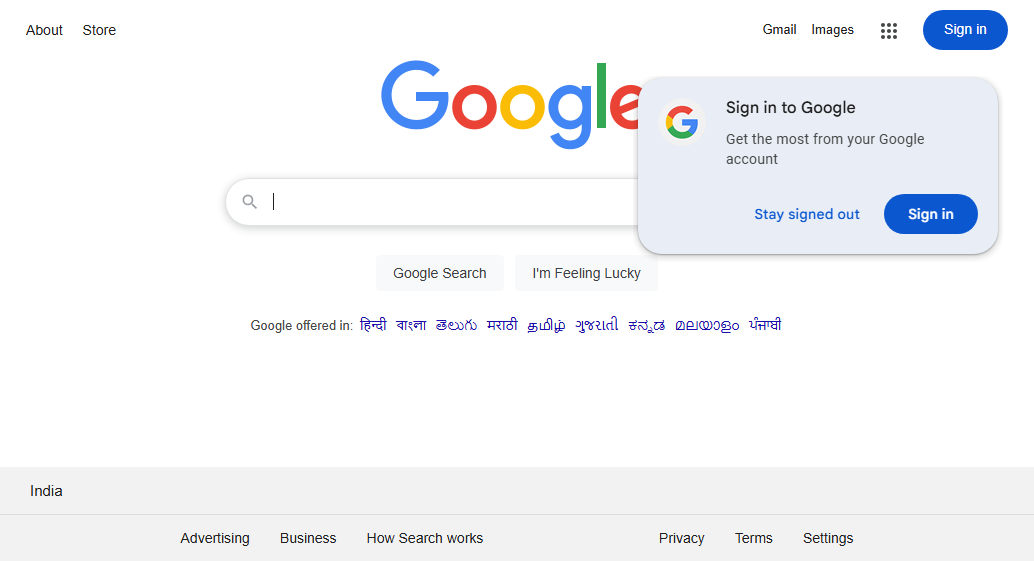 About Store Gmail Images Sign in
Google
Sign in to Google
Get the most from your Google
account
Stay signed out Sign in
Google Search I'm Feeling Lucky
Google offered in: हिन्दी বাংলা తెలుగు मराठी தமிழ் ગુજરાતી ಕನ್ನಡ മലയാളം ਪੰਜਾਬੀ
India
Advertising Business How Search works Privacy Terms Settings